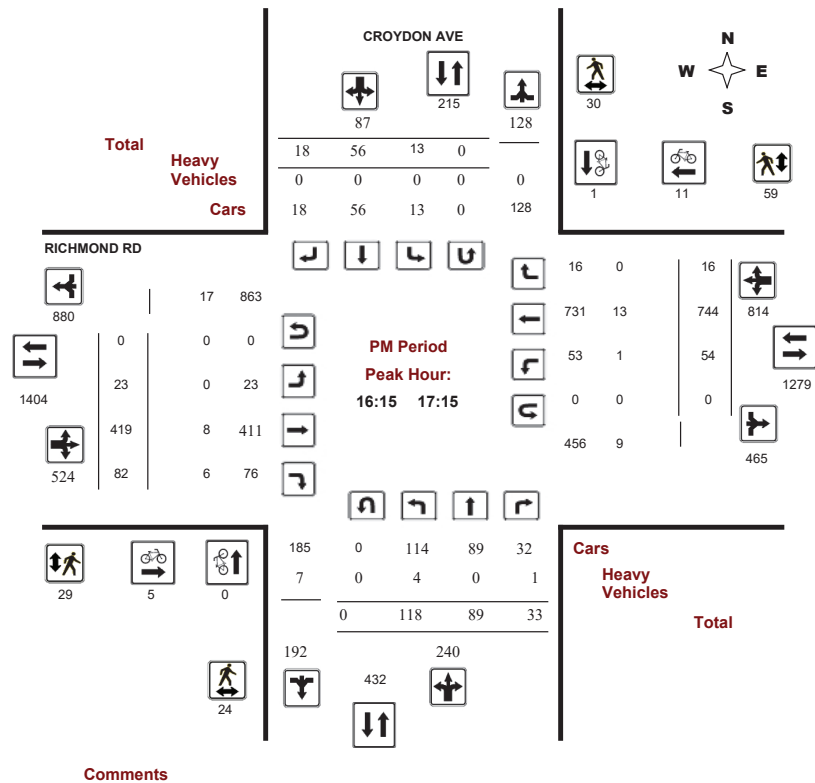 CROYDON AVE
N
W E
S
215
30
87 128
Total 18 56 13 0
Heavy
Vehicles
0 0 0 0 0
Cars 18 56 13 0 128
1 11 59
RICHMOND RD
880 17 863
16 0 16
731 13 744 814
0 0 0
1404
23 0 23
53 1 54
1279
419 8 411
0 0 0
524 82 6 76
456 9 465
PM Period
Peak Hour:
16:15 17:15
29 5 0
185 0 114 89 32 Cars
7 0 4 0 1 Heavy
Vehicles
0 118 89 33 Total
192 240
432
24
Comments